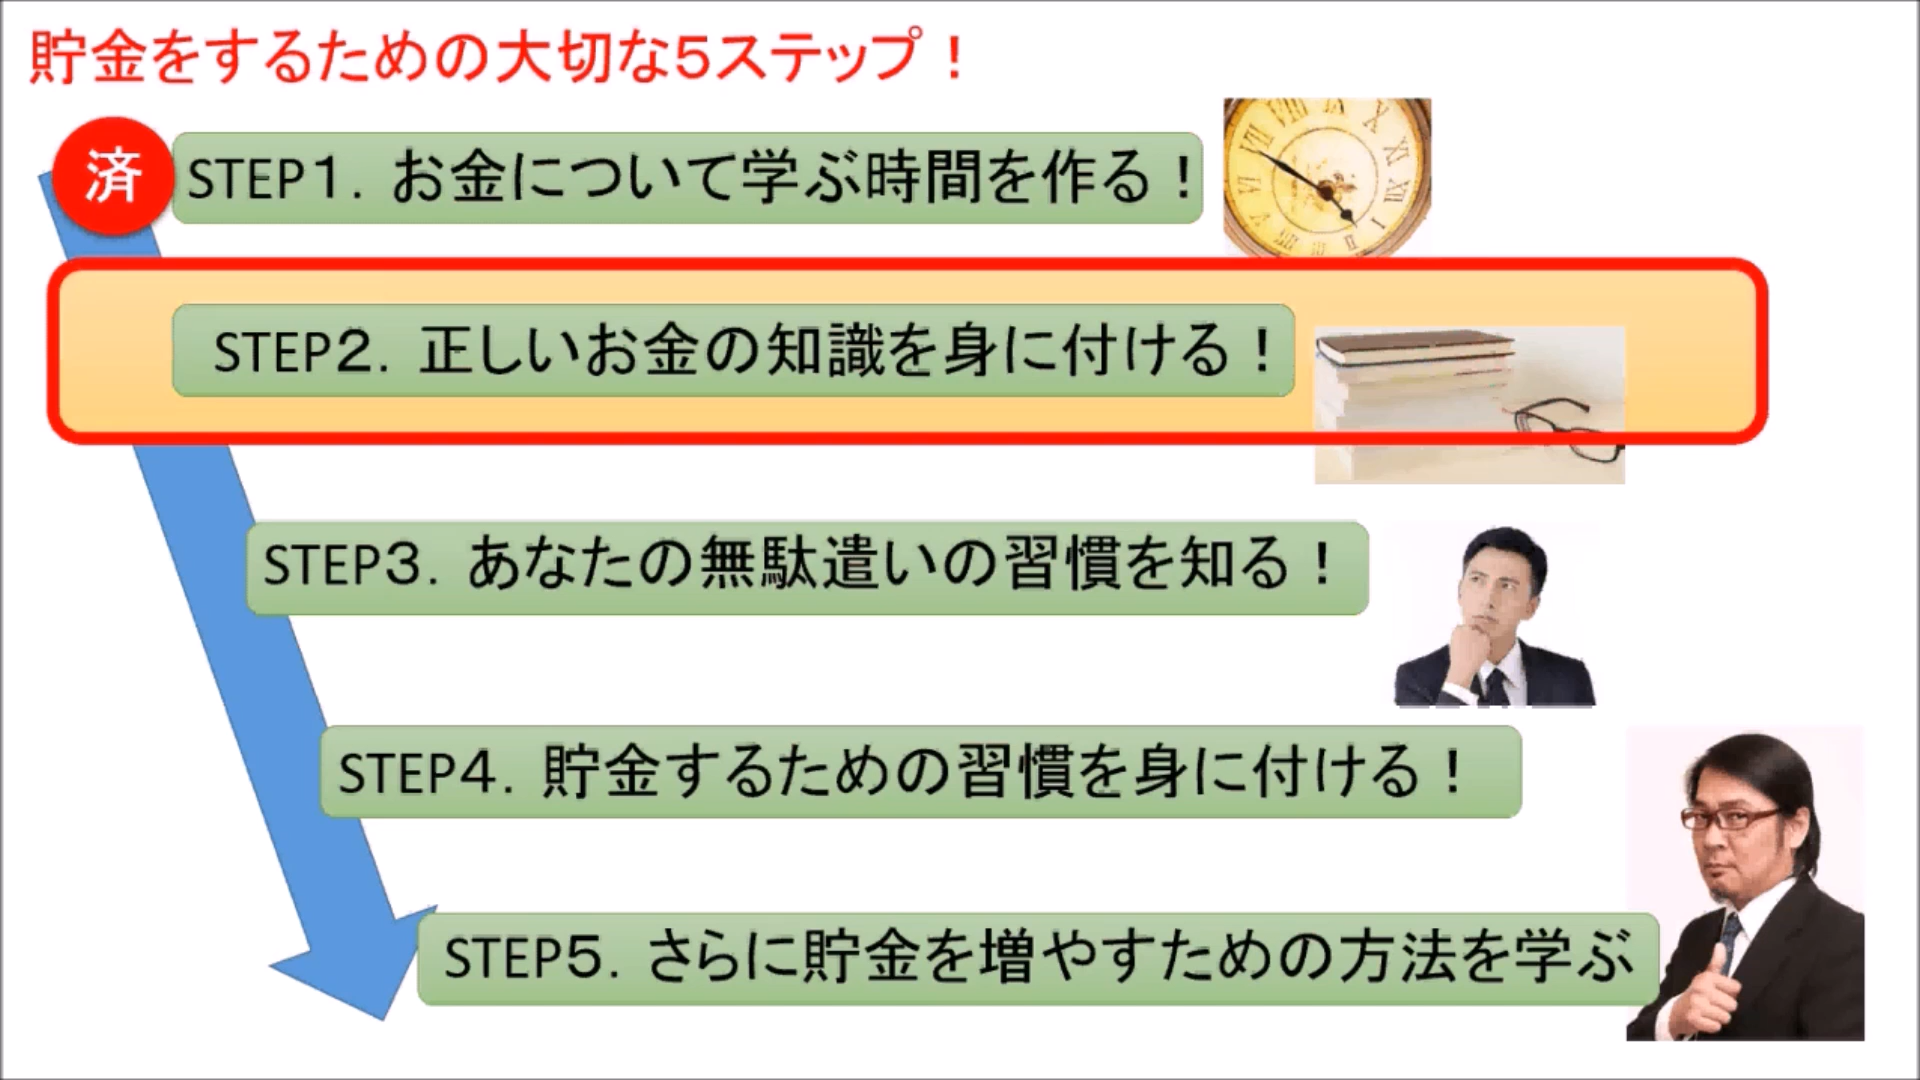 貯金をするための大切な５ステップ！
済
STEP１．お金について学ぶ時間を作る！
STEP２．正しいお金の知識を身に付ける！
STEP３．あなたの無駄遣いの習慣を知る！
STEP４．貯金するための習慣を身に付ける！
STEP５．さらに貯金を増やすための方法を学ぶ